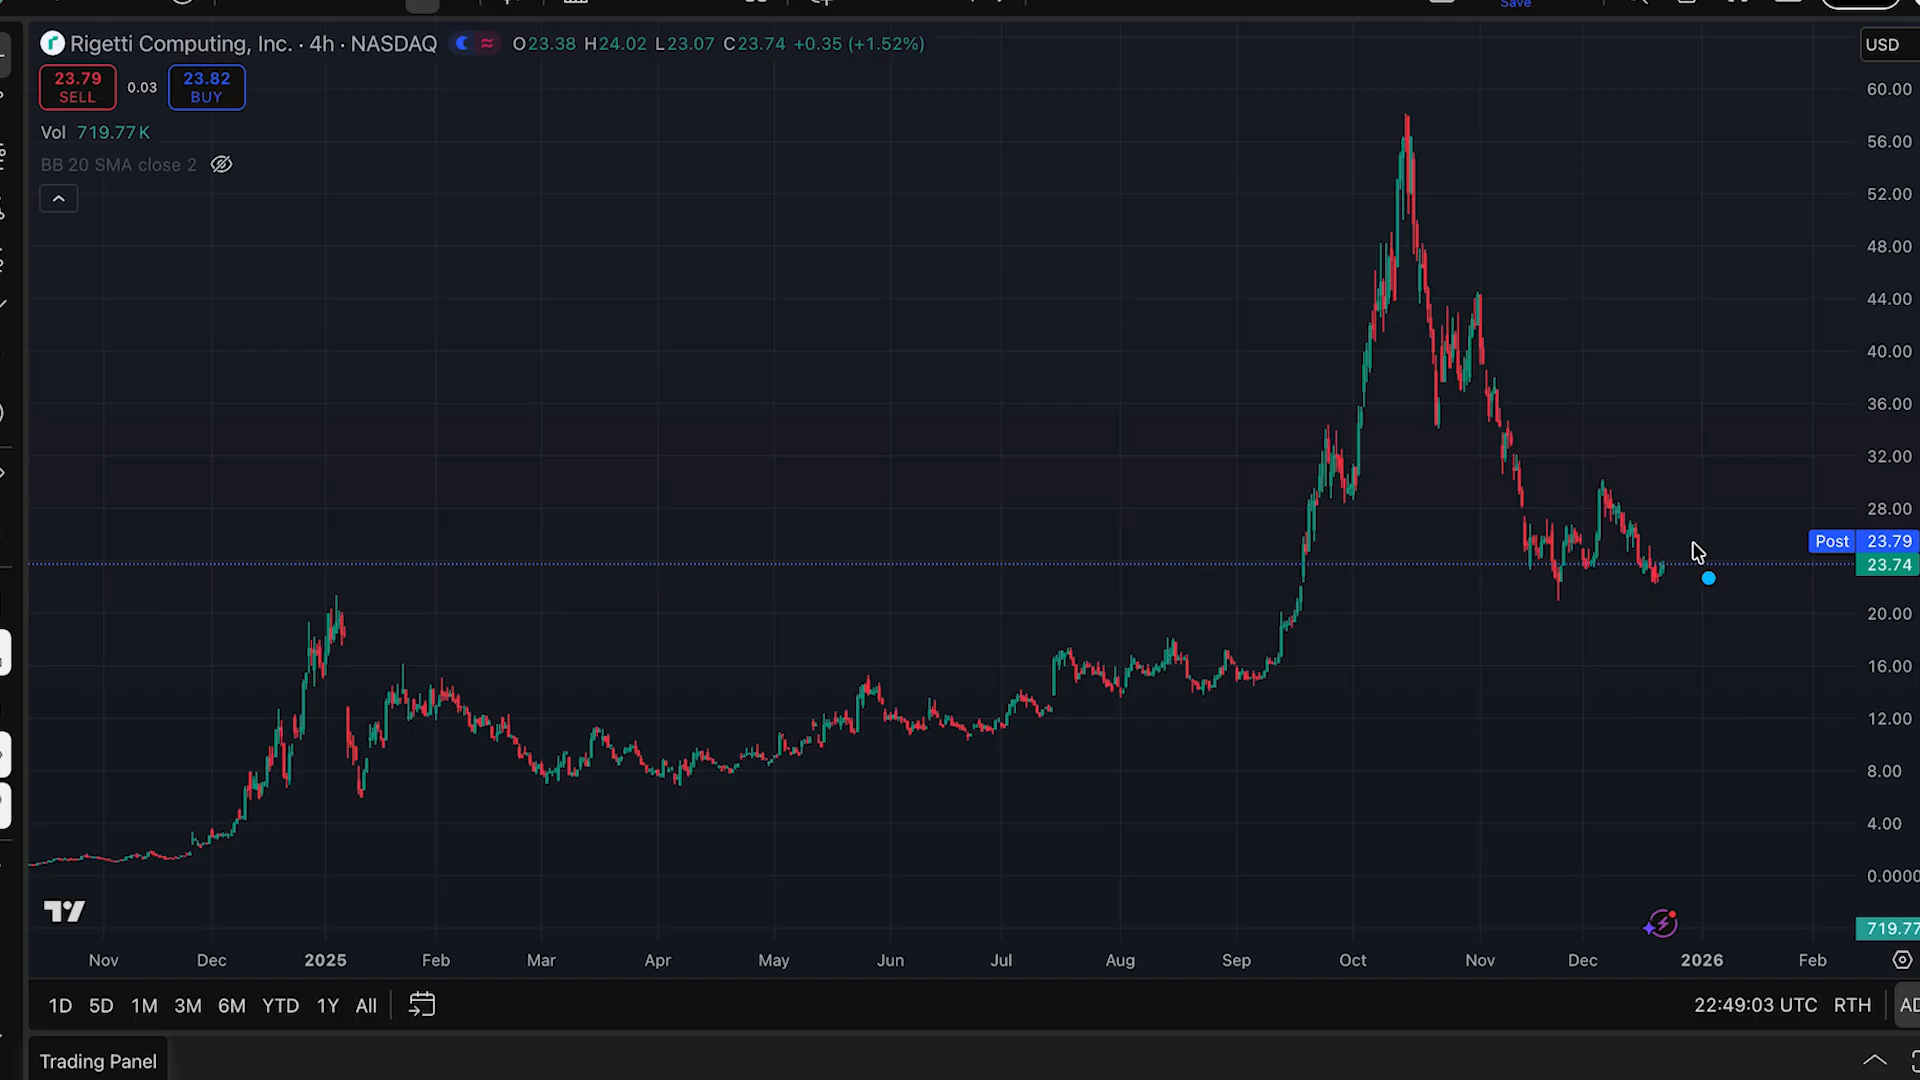 Save
Rigetti Computing, Inc. · 4h · NASDAQ O23.38 H24.02 L23.07 C23.74 +0.35 (+1.52%)
USD
23.79
SELL
0.03
23.82
BUY
Vol 719.77K
BB 20 SMA close 2
60.00
56.00
52.00
48.00
44.00
40.00
36.00
32.00
28.00
Post 23.79
23.74
20.00
16.00
12.00
8.00
4.00
0.0000
719.77
Nov Dec 2025 Feb Mar Apr May Jun Jul Aug Sep Oct Nov Dec 2026 Feb
1D 5D 1M 3M 6M YTD 1Y All
22:49:03 UTC RTH
Trading Panel